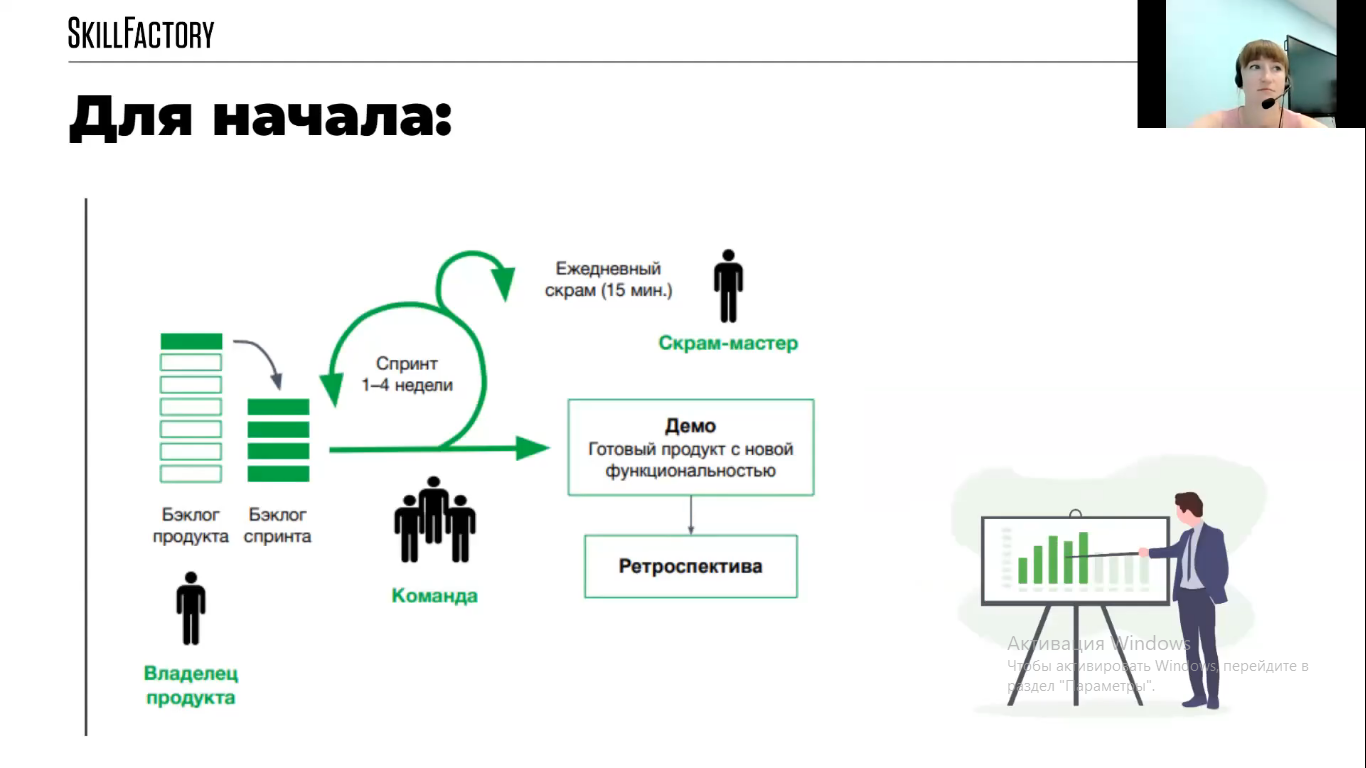 SKILLFACTORY
Для начала:
Ежедневный
скрам (15 мин.)
Скрам-мастер
Спринт
1–4 недели
Демо
Готовый продукт с новой
функциональностью
Бэклог
продукта
Бэклог
спринта
Ретроспектива
Команда
Владелец
продукта
Активация Windows
Чтобы активировать Windows, перейдите в
раздел "Параметры".